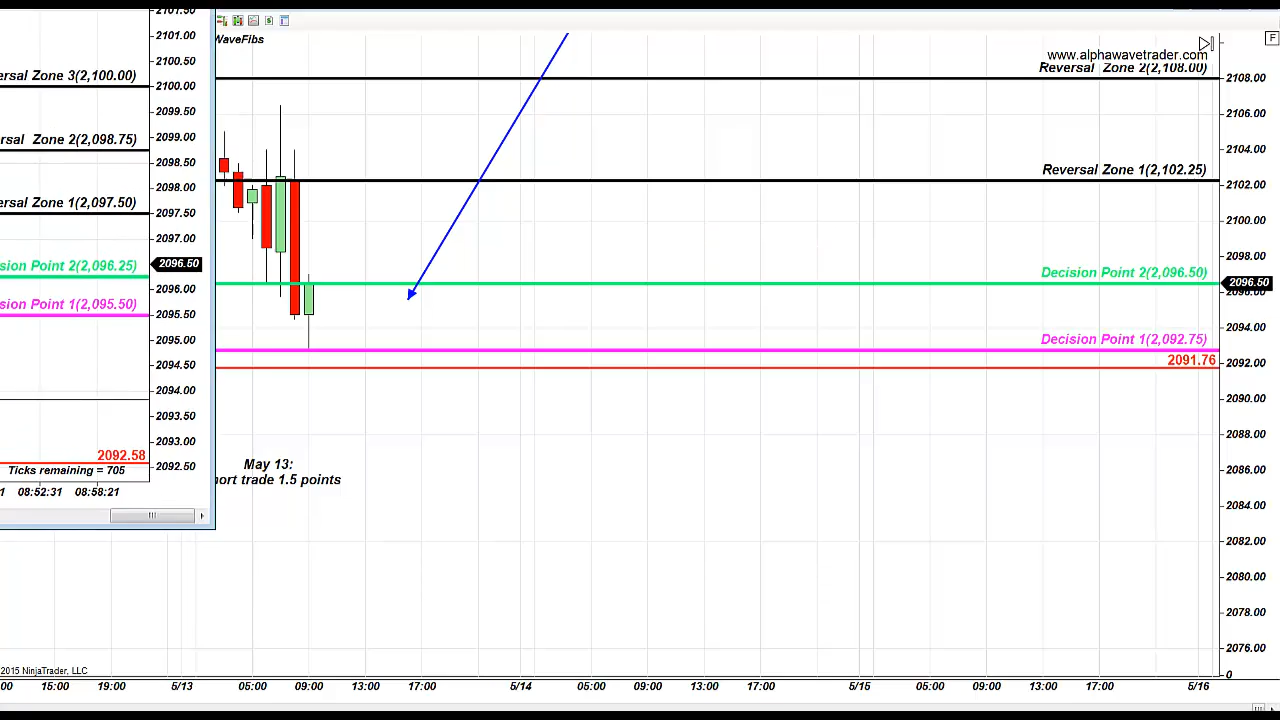 2107.50
2101.00
2100.50
ersal Zone 3(2,100.00)
2100.00
2099.50
2099.00
rsal Zone 2(2,098.75)
2098.50
2098.00
2097.50
ersal Zone 1(2,097.50)
2097.00
2096.50
sion Point 2(2,096.25)
2096.00
2095.50
sion Point 1(2,095.50)
2095.00
2094.50
2094.00
2093.50
2093.00
2092.58
2092.50
Ticks remaining = 705
1 08:52:31 08:58:21
WaveFibs
F
www.alphawavetrader.com
Reversal Zone 2(2,108.00)
2108.00
2106.00
2104.00
Reversal Zone 1(2,102.25)
2102.00
2100.00
2098.00
Decision Point 2(2,096.50)
2096.50
2096.00
2094.00
Decision Point 1(2,092.75)
2091.76
2092.00
2090.00
2088.00
2086.00
2084.00
2082.00
2080.00
2078.00
2076.00
0
May 13:
ort trade 1.5 points
2015 NinjaTrader, LLC
:00 15:00 19:00 5/13 05:00 09:00 13:00 17:00 5/14 05:00 09:00 13:00 17:00 5/15 05:00 09:00 13:00 17:00 5/16